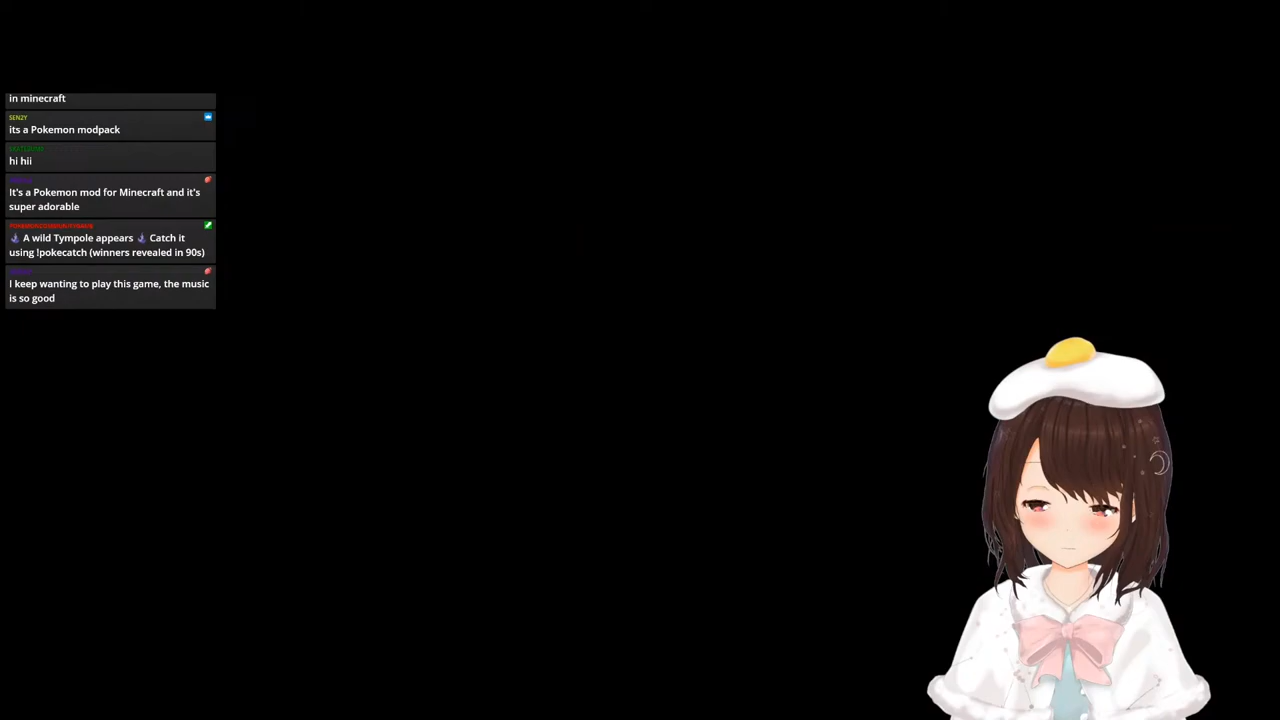 in minecraft
SEN2Y
its a Pokemon modpack
hi hii
It's a Pokemon mod for Minecraft and it's
super adorable
POKEMONCOMMUNITYGAME
A wild Tympole appears Catch it
using !pokecatch (winners revealed in 90s)
I keep wanting to play this game, the music
is so good